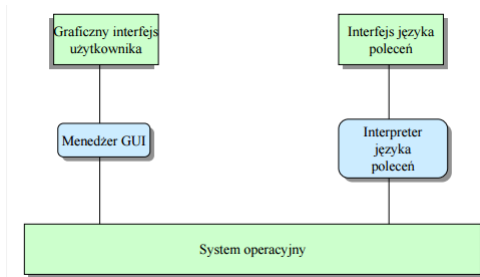 Graficzny interfejs
użytkownika
Interfejs języka
poleceń
Menedżer GUI
Interpreter
języka
poleceń
System operacyjny